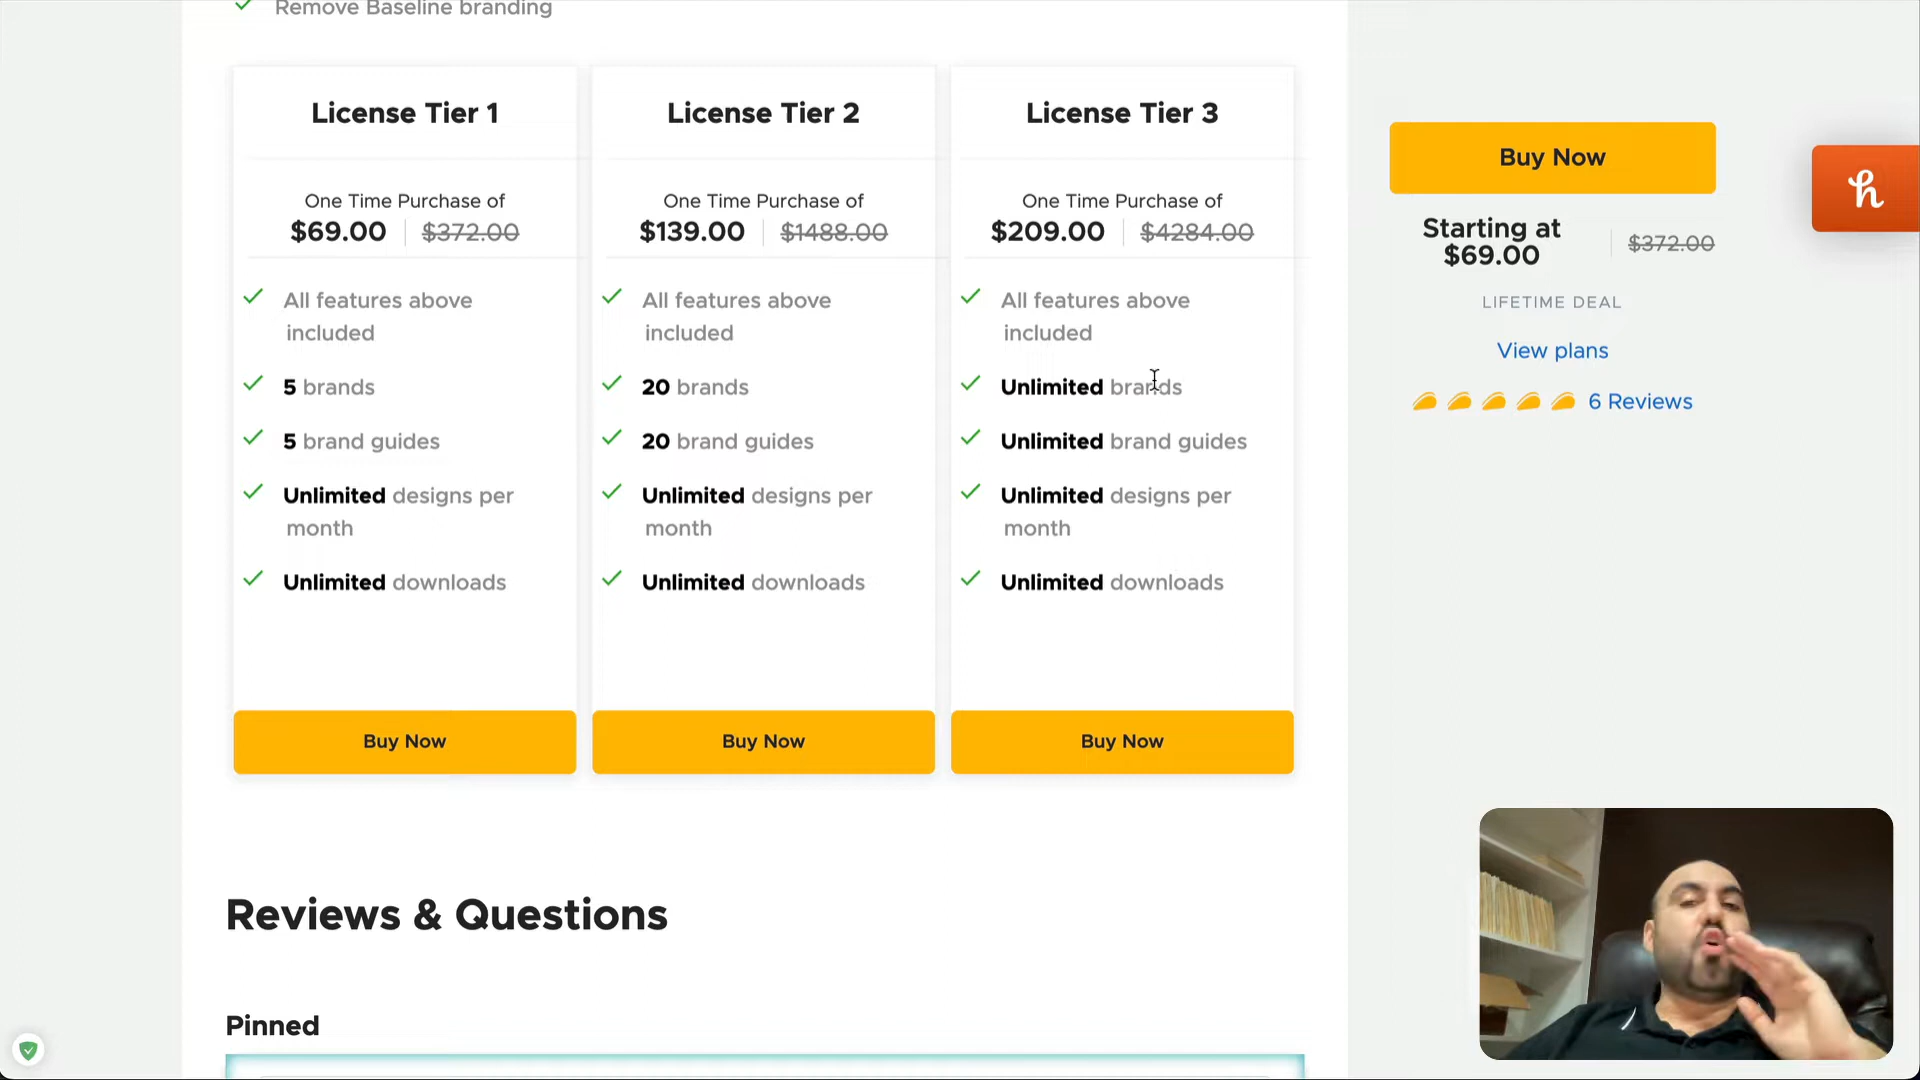 Remove Baseline branding
License Tier 1
One Time Purchase of
$69.00 $372.00
All features above
included
5 brands
5 brand guides
Unlimited designs per
month
Unlimited downloads
Buy Now
License Tier 2
One Time Purchase of
$139.00 $1488.00
All features above
included
20 brands
20 brand guides
Unlimited designs per
month
Unlimited downloads
Buy Now
License Tier 3
One Time Purchase of
$209.00 $4284.00
All features above
included
Unlimited brands
Unlimited brand guides
Unlimited designs per
month
Unlimited downloads
Buy Now
Buy Now
Starting at
$69.00 $372.00
LIFETIME DEAL
View plans
6 Reviews
h
Reviews & Questions
Pinned